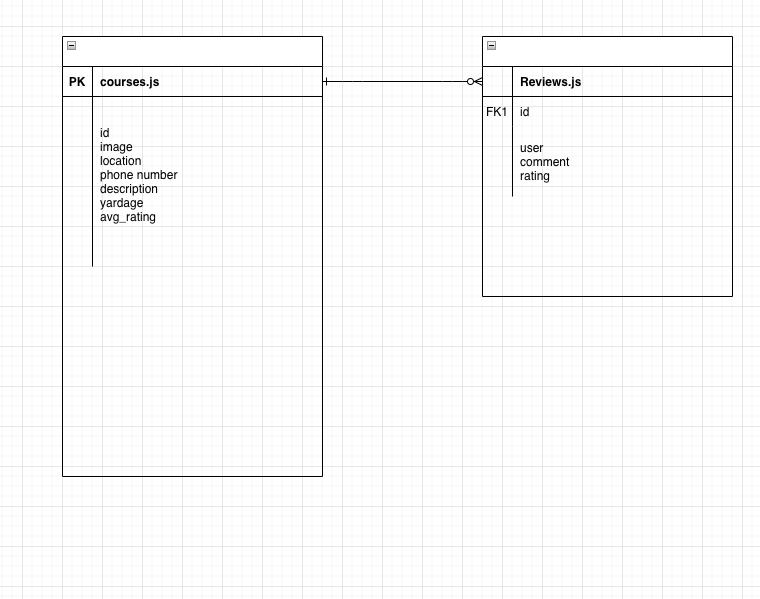 PK courses.js
id
image
location
phone number
description
yardage
avg_rating
Reviews.js
FK1 id
user
comment
rating